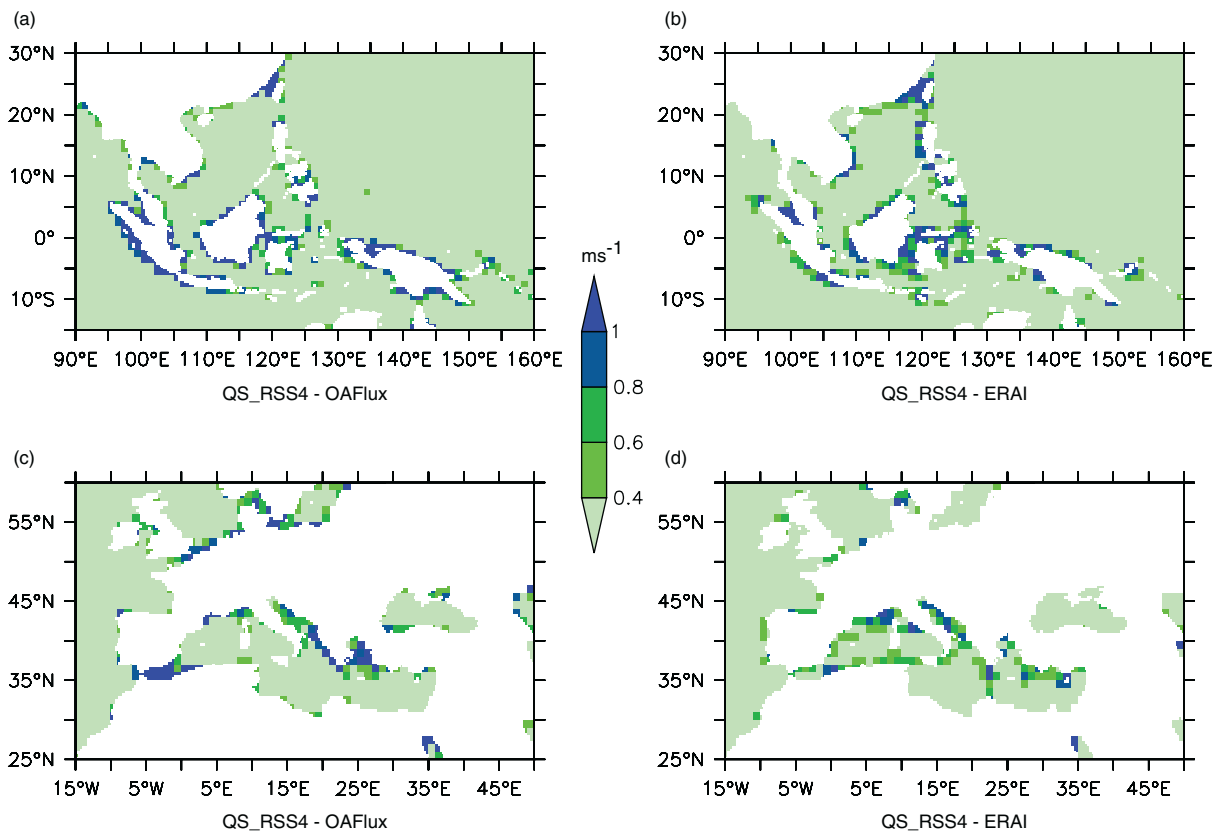 (a)
(b)
30°N
20°N
10°N
0°
10°S
90°E 100°E 110°E 120°E 130°E 140°E 150°E 160°E
QS_RSS4 - OAFlux
30°N
20°N
10°N
0°
10°S
90°E 100°E 110°E 120°E 130°E 140°E 150°E 160°E
QS_RSS4 - ERAI
ms⁻¹
1
0.8
0.6
0.4
(c)
(d)
55°N
45°N
35°N
25°N
15°W 5°W 5°E 15°E 25°E 35°E 45°E
QS_RSS4 - OAFlux
55°N
45°N
35°N
25°N
15°W 5°W 5°E 15°E 25°E 35°E 45°E
QS_RSS4 - ERAI